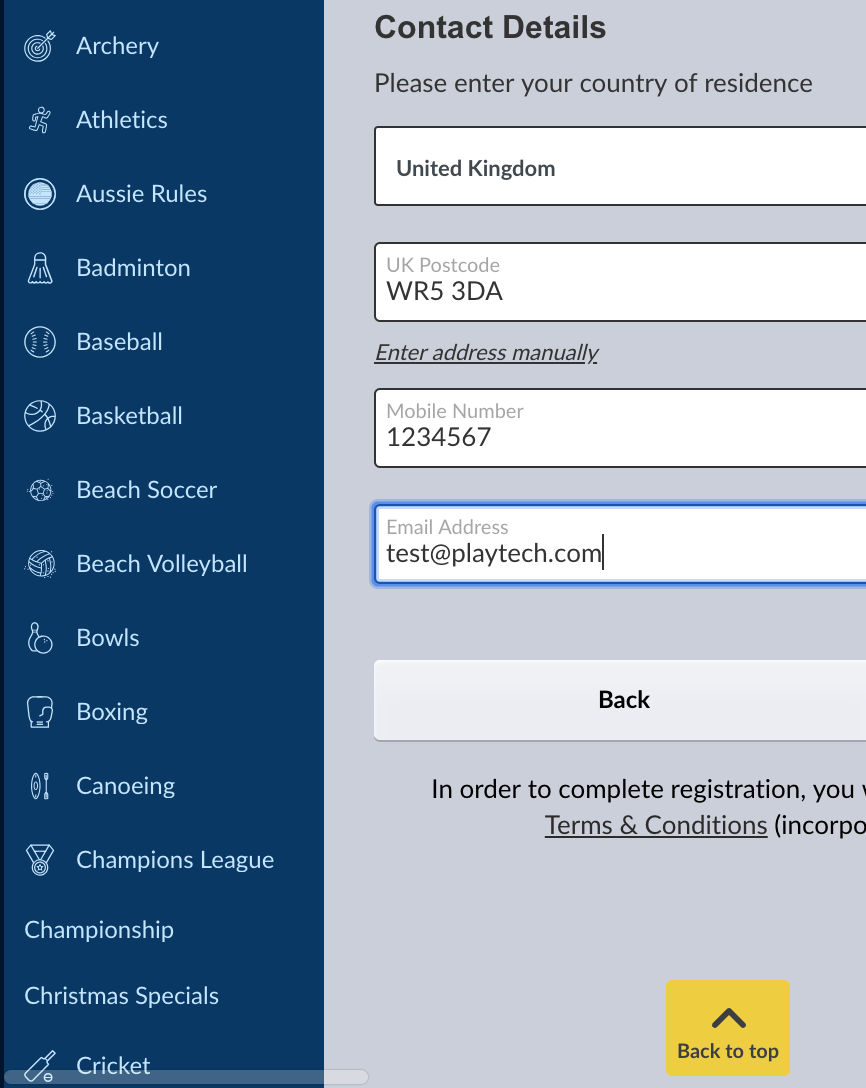 Archery
Athletics
Aussie Rules
Badminton
Baseball
Basketball
Beach Soccer
Beach Volleyball
Bowls
Boxing
Canoeing
Champions League
Championship
Christmas Specials
Cricket
Contact Details
Please enter your country of residence
United Kingdom
UK Postcode
WR5 3DA
Enter address manually
Mobile Number
1234567
Email Address
test@playtech.com
Back
In order to complete registration, you
Terms & Conditions (incorpo
Back to top